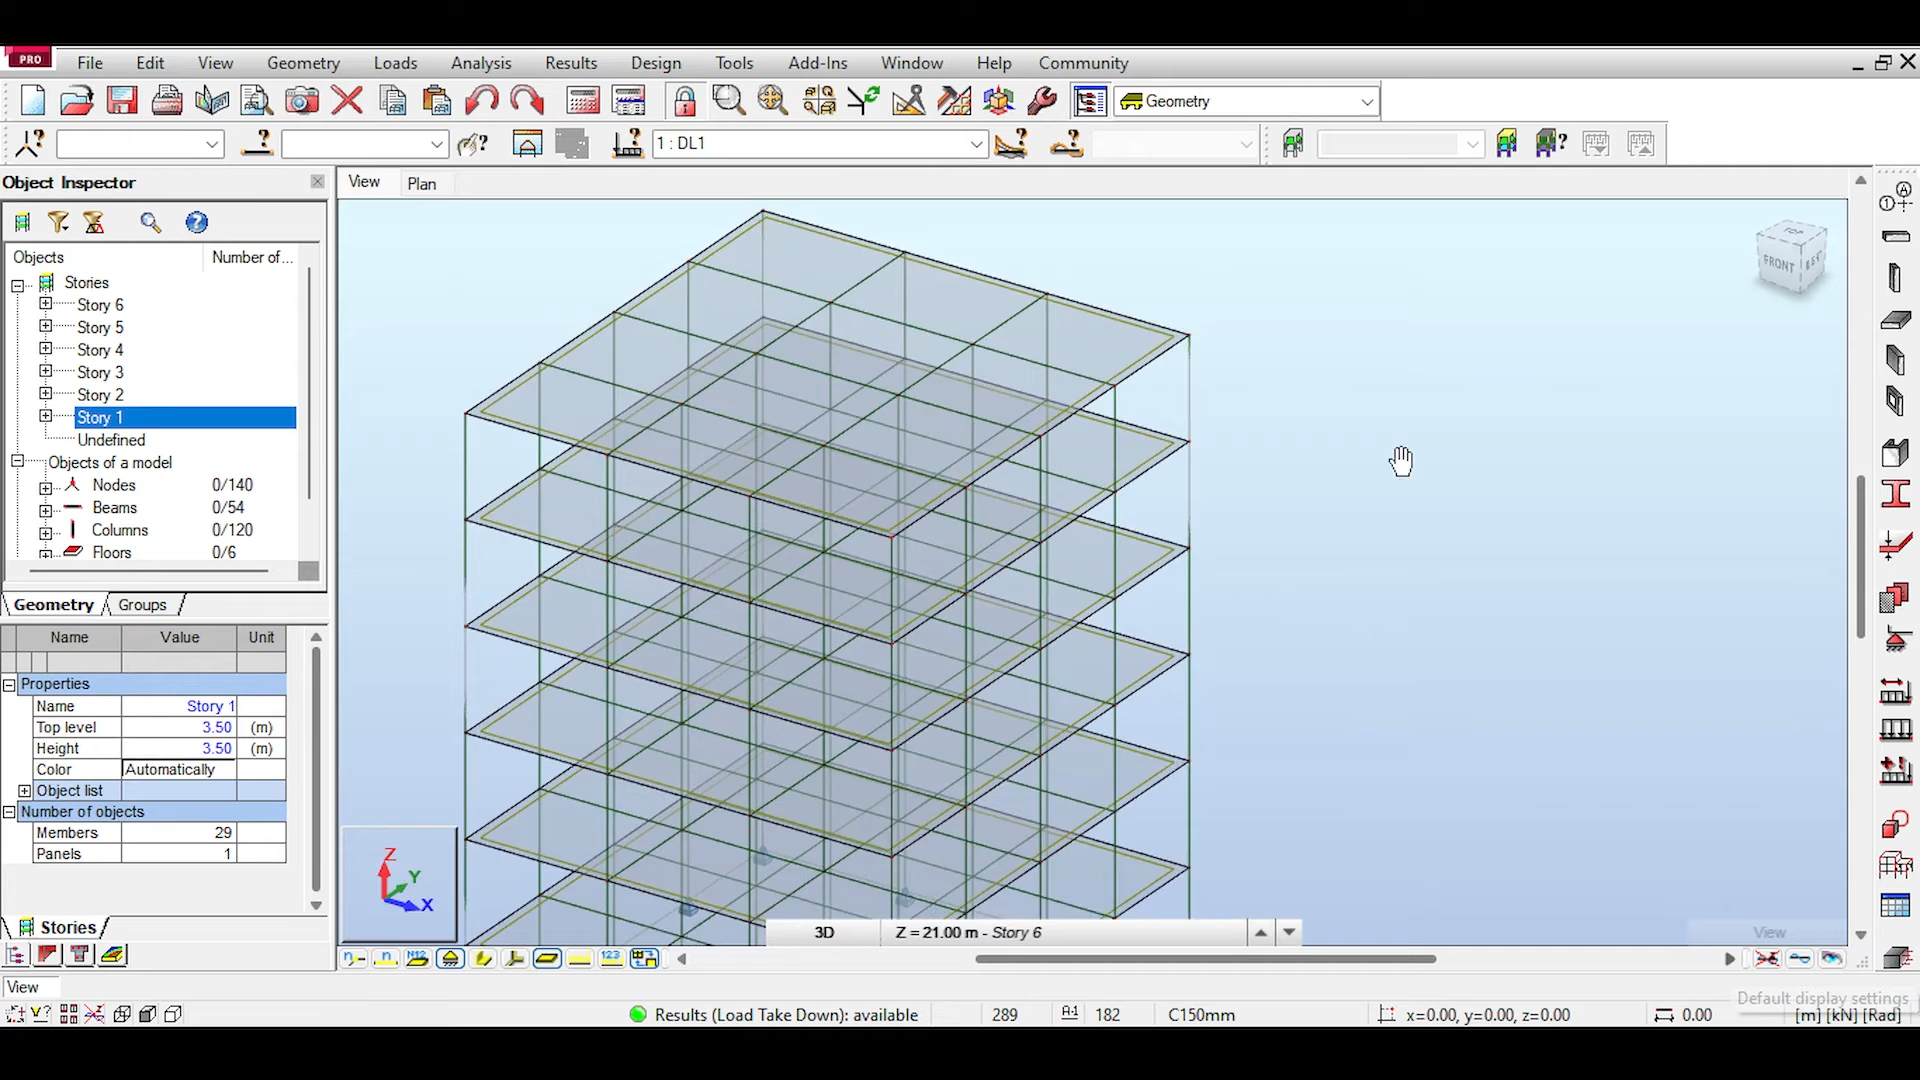 PRO File Edit View Geometry Loads Analysis Results Design Tools Add-Ins Window Help Community
Geometry
1 : DL1
Object Inspector
View Plan
Objects Number of...
Stories
Story 6
Story 5
Story 4
Story 3
Story 2
Story 1
Undefined
Objects of a model
Nodes 0/140
Beams 0/54
Columns 0/120
Floors 0/6
Geometry Groups
Name Value Unit
Properties
Name Story 1
Top level 3.50 (m)
Height 3.50 (m)
Color Automatically
Object list
Number of objects
Members 29
Panels 1
Stories
TOP
FRONT
Z
Y
X
3D Z = 21.00 m - Story 6
View
View
Default display settings
Results (Load Take Down): available 289 182 C150mm x=0.00, y=0.00, z=0.00 0.00 [m] [kN] [Rad]